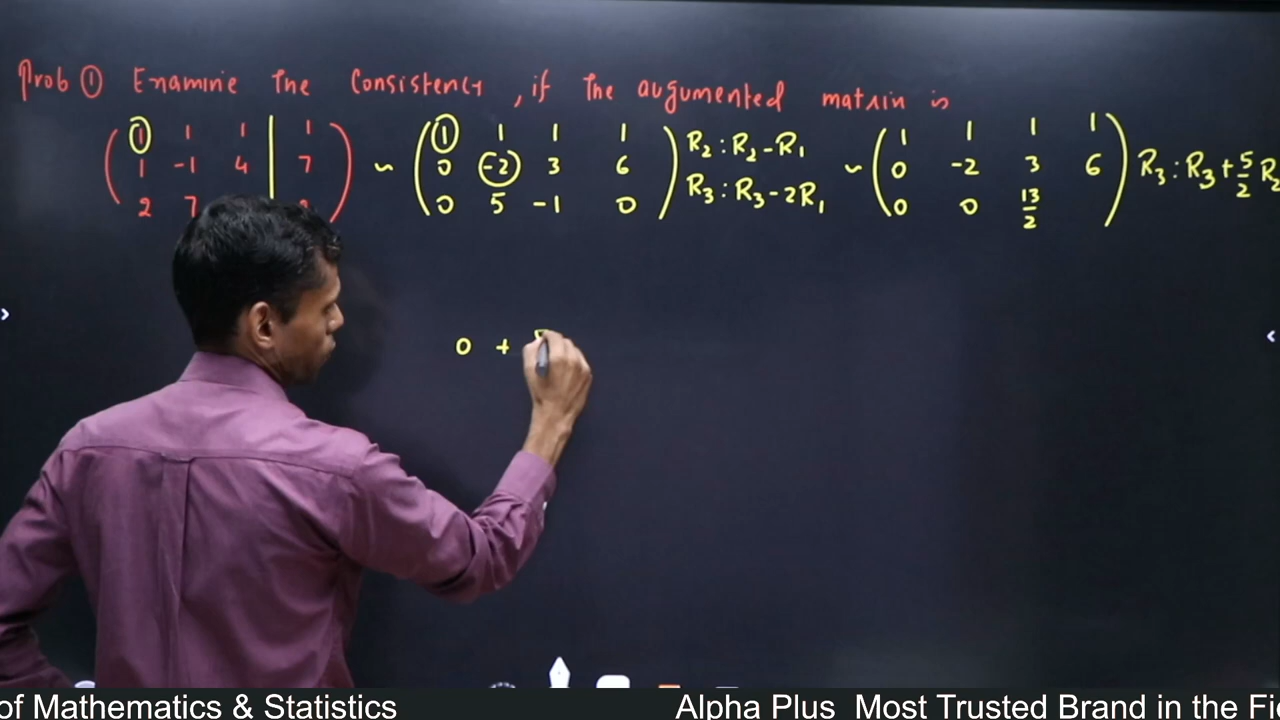 Prob ① Examine the Consistency, if the augumented matrix is
1 1 1 | 1
1 -1 4 | 7
2 7
~
1 1 1 1
0 -2 3 6
0 5 -1 0
R₂ : R₂ - R₁
R₃ : R₃ - 2R₁
~
1 1 1 1
0 -2 3 6
0 0 13/2
R₃ : R₃ + 5/2 R₂
0 +
of Mathematics & Statistics
Alpha Plus Most Trusted Brand in the Fi